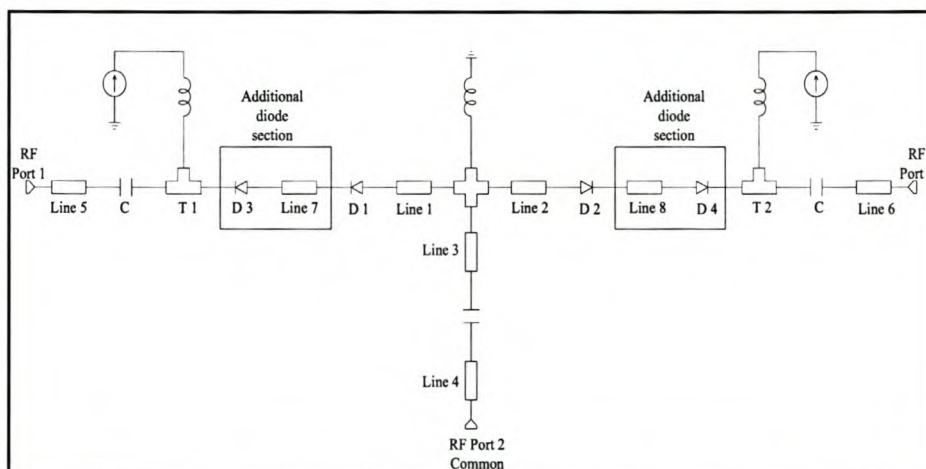 Additional
diode
section
Additional
diode
section
RF
Port 1
RF
Port
Line 5
C
T 1
D 3
Line 7
D 1
Line 1
Line 2
D 2
Line 8
D 4
T 2
C
Line 6
Line 3
Line 4
RF Port 2
Common